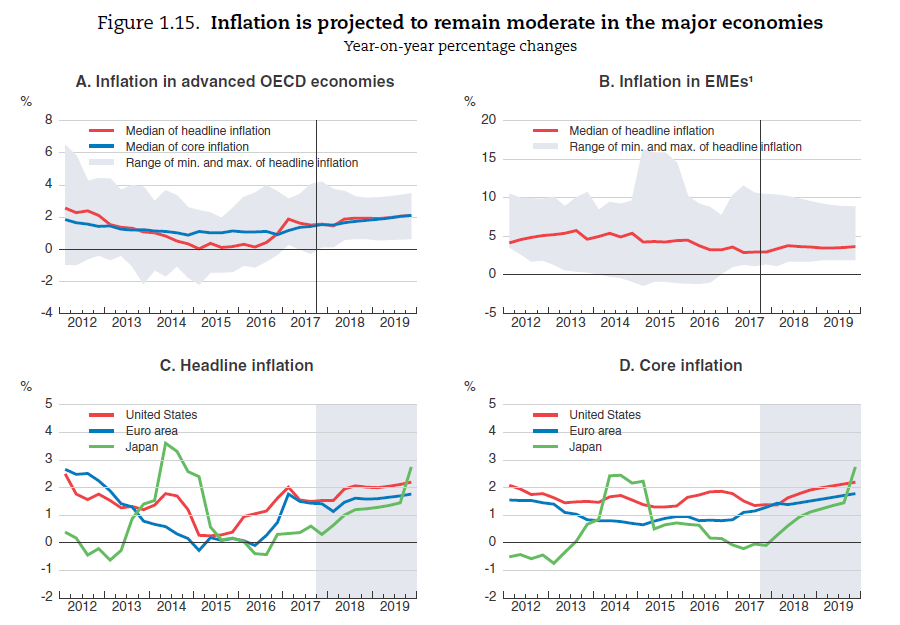 Figure 1.15. Inflation is projected to remain moderate in the major economies
Year-on-year percentage changes
A. Inflation in advanced OECD economies
%
8
6
4
2
0
-2
-4
Median of headline inflation
Median of core inflation
Range of min. and max. of headline inflation
2012 2013 2014 2015 2016 2017 2018 2019
B. Inflation in EMEs¹
%
20
15
10
5
0
-5
Median of headline inflation
Range of min. and max. of headline inflation
2012 2013 2014 2015 2016 2017 2018 2019
C. Headline inflation
%
5
4
3
2
1
0
-1
-2
United States
Euro area
Japan
2012 2013 2014 2015 2016 2017 2018 2019
D. Core inflation
%
5
4
3
2
1
0
-1
-2
United States
Euro area
Japan
2012 2013 2014 2015 2016 2017 2018 2019